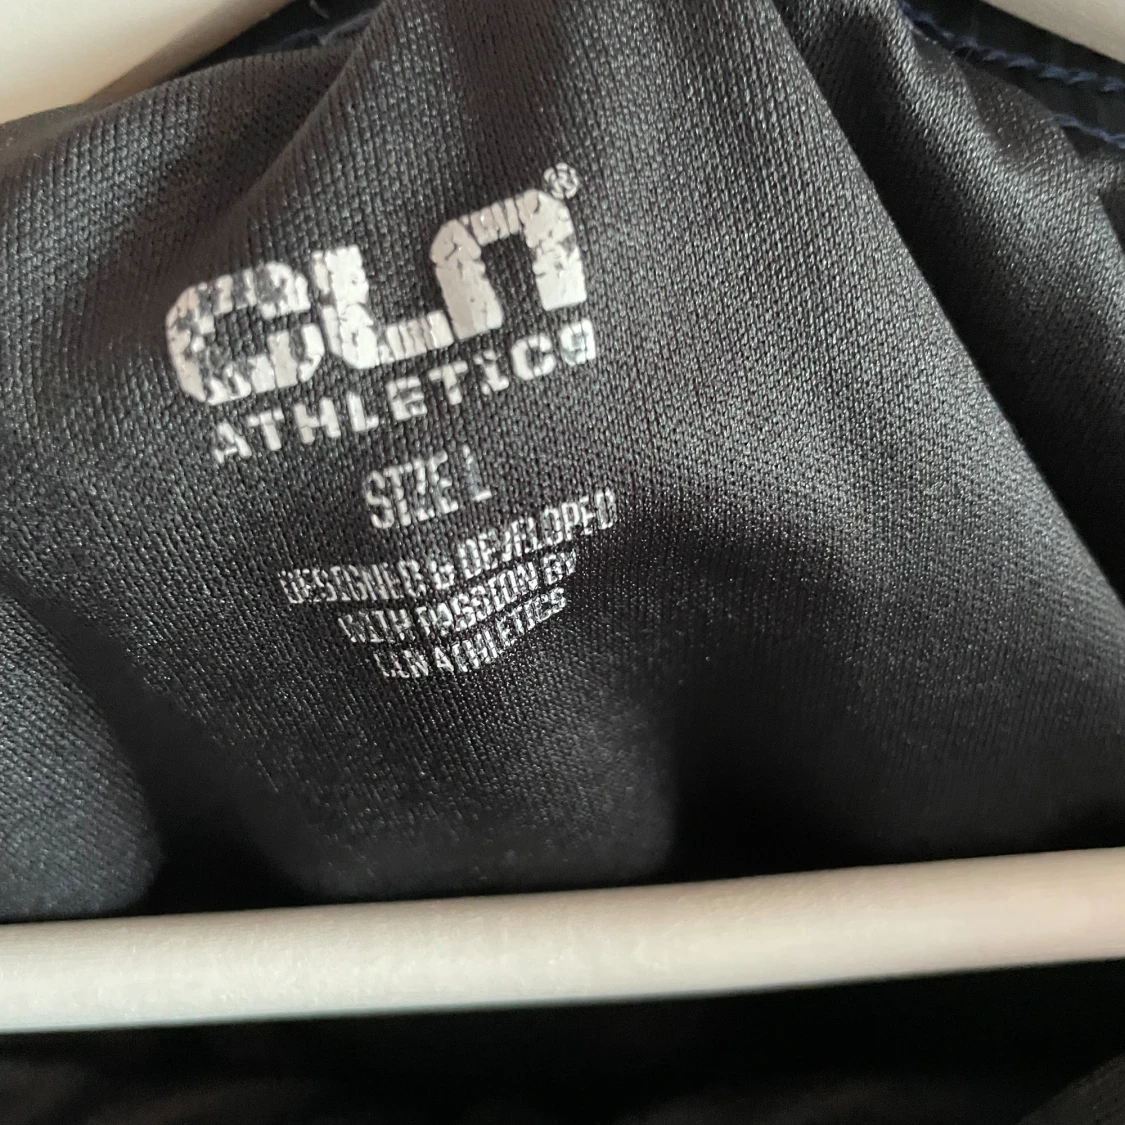 CLN®
ATHLETICS
SIZE L
DESIGNED & DEVELOPED
WITH PASSION BY
CLN ATHLETICS